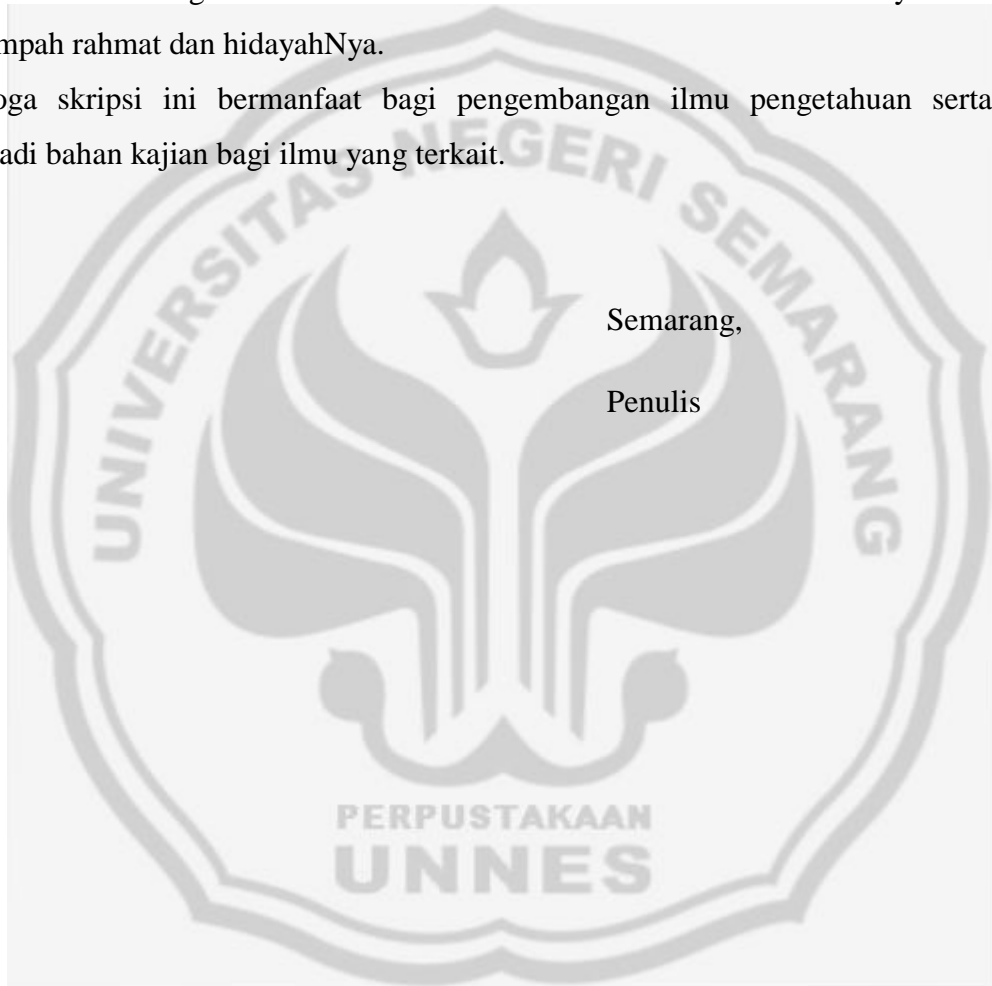 mpah rahmat dan hidayahNya.
oga skripsi ini bermanfaat bagi pengembangan ilmu pengetahuan serta
adi bahan kajian bagi ilmu yang terkait.
Semarang,
Penulis
UNIVERSITAS NEGERI SEMARANG
PERPUSTAKAAN
UNNES